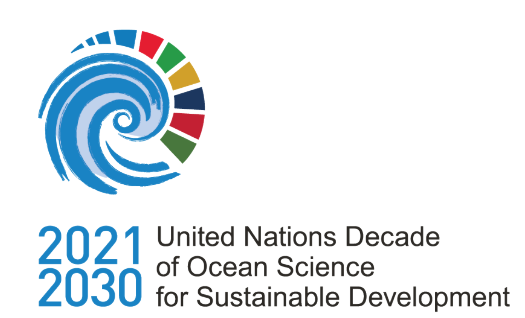 2021
2030
United Nations Decade
of Ocean Science
for Sustainable Development